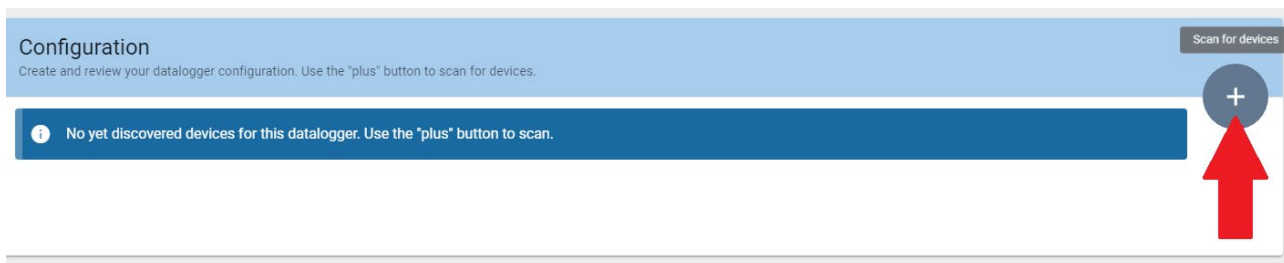 Configuration
Scan for devices
Create and review your datalogger configuration. Use the "plus" button to scan for devices.
No yet discovered devices for this datalogger. Use the "plus" button to scan.